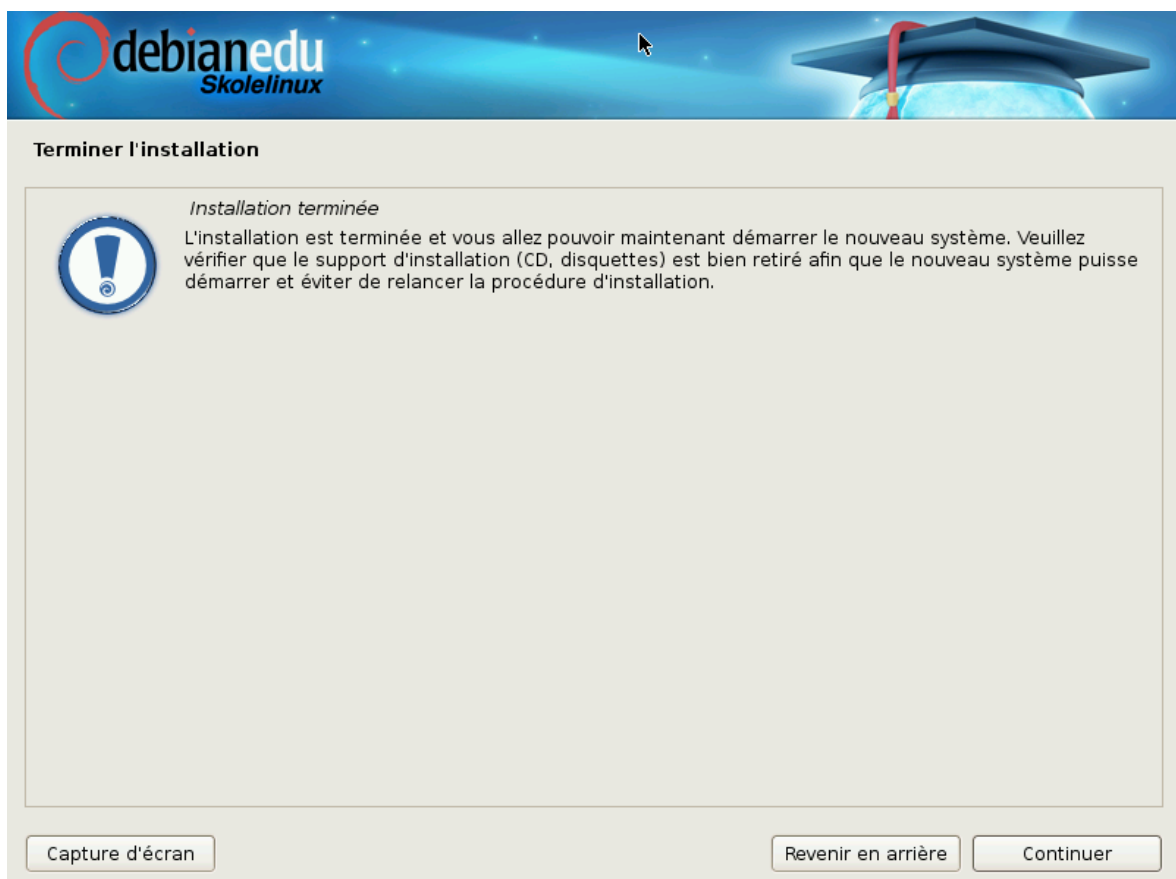 debianedu
Skolelinux
Terminer l'installation
Installation terminée
L'installation est terminée et vous allez pouvoir maintenant démarrer le nouveau système. Veuillez
vérifier que le support d'installation (CD, disquettes) est bien retiré afin que le nouveau système puisse
démarrer et éviter de relancer la procédure d'installation.
Capture d'écran
Revenir en arrière
Continuer